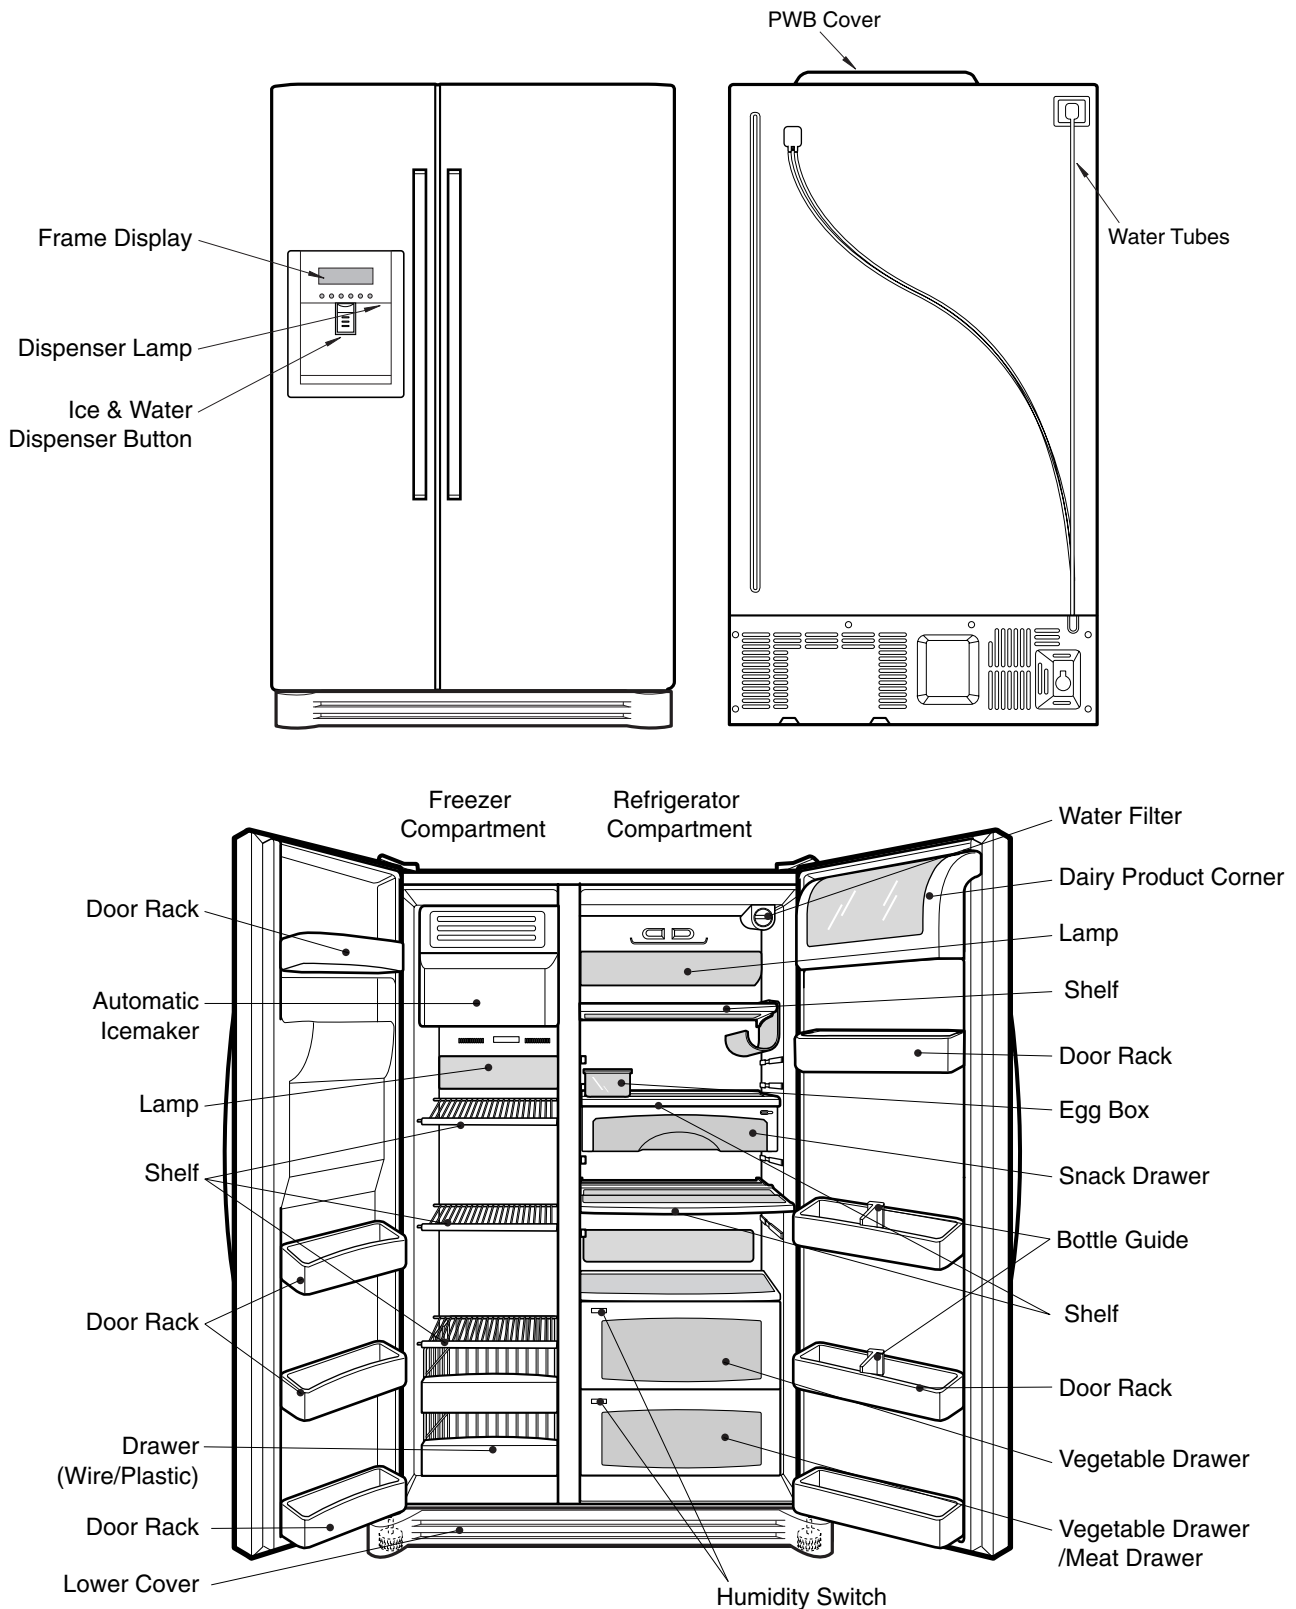 PWB Cover
Frame Display
Water Tubes
Dispenser Lamp
Ice & Water
Dispenser Button
Freezer
Compartment
Refrigerator
Compartment
Water Filter
Dairy Product Corner
Door Rack
Lamp
Automatic
Icemaker
Shelf
Door Rack
Lamp
Egg Box
Shelf
Snack Drawer
Bottle Guide
Door Rack
Shelf
Door Rack
Drawer
(Wire/Plastic)
Vegetable Drawer
Door Rack
Vegetable Drawer
/Meat Drawer
Lower Cover
Humidity Switch